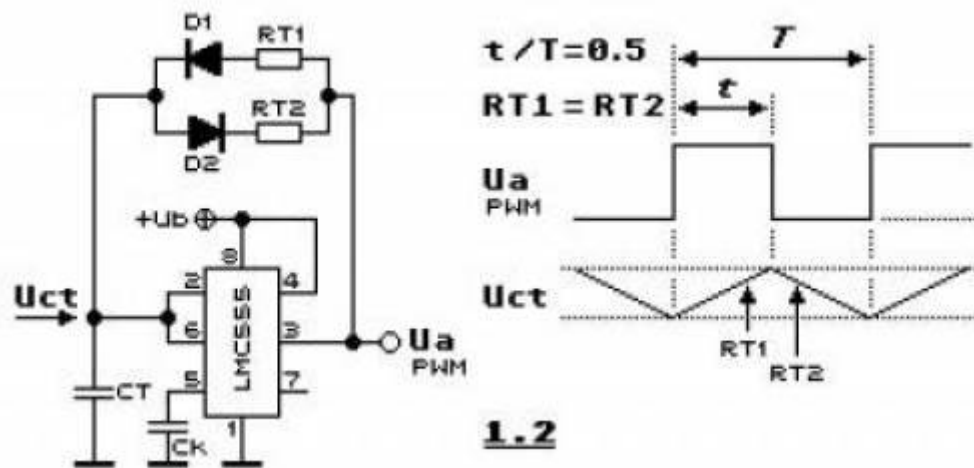 D1
RT1
RT2
D2
+Ub
8
2
4
Uct
6
LMC555
3
Ua
PWM
5
7
CT
1
CK
t/T=0.5
T
RT1=RT2
t
Ua
PWM
Uct
RT1
RT2
1.2